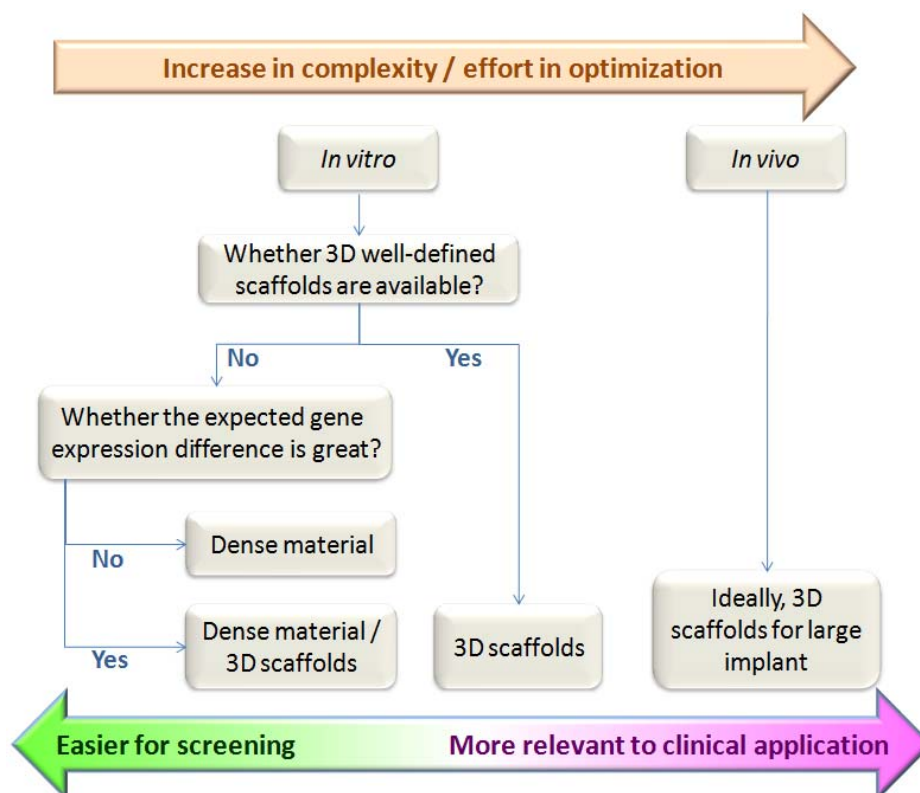 Increase in complexity / effort in optimization
In vitro
In vivo
Whether 3D well-defined
scaffolds are available?
No
Yes
Whether the expected gene
expression difference is great?
No
Dense material
Yes
Dense material /
3D scaffolds
3D scaffolds
Ideally, 3D
scaffolds for large
implant
Easier for screening
More relevant to clinical application